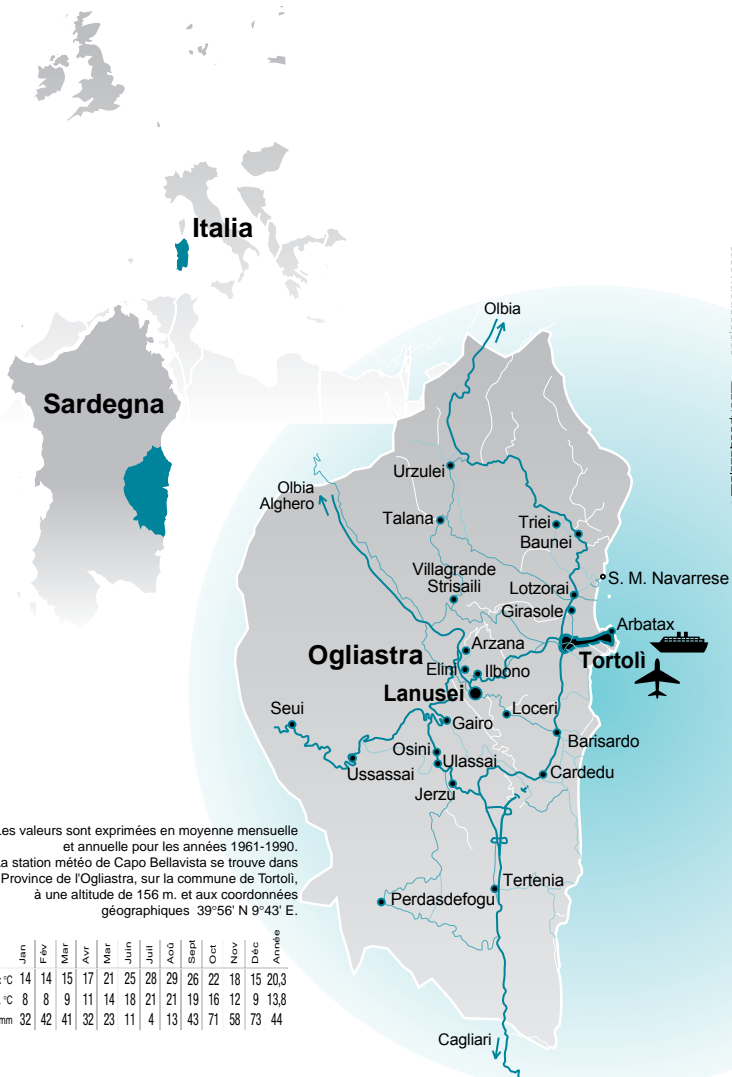 Italia
Sardegna
Olbia
Urzulei
Olbia
Alghero
Talana
Triei
Baunei
Villagrande
Strisaili
Lotzorai
S. M. Navarrese
Girasole
Arbatax
Ogliastra
Arzana
Tortolì
Elini
Ilbono
Lanusei
Seui
Loceri
Gairo
Barisardo
Osini
Ulassai
Ussassai
Cardedu
Jerzu
Tertenia
Perdasdefogu
Cagliari
Les valeurs sont exprimées en moyenne mensuelle
et annuelle pour les années 1961-1990.
La station météo de Capo Bellavista se trouve dans
Province de l'Ogliastra, sur la commune de Tortolì,
à une altitude de 156 m. et aux coordonnées
géographiques 39°56' N 9°43' E.
Jan Fév Mar Avr Mar Juin Juil Aoû Sept Oct Nov Déc Année
°C 14 14 15 17 21 25 28 29 26 22 18 15 20,3
°C 8 8 9 11 14 18 21 21 19 16 12 9 13,8
mm 32 42 41 32 23 11 4 13 43 71 58 73 44